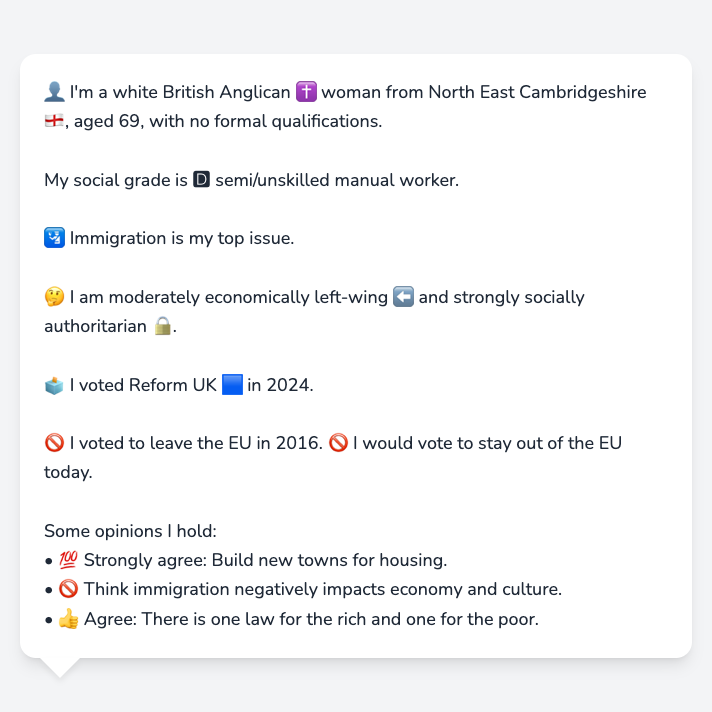 👤 I'm a white British Anglican ✝️ woman from North East Cambridgeshire
🏴󠁧󠁢󠁥󠁮󠁧󠁿, aged 69, with no formal qualifications.
My social grade is 🅳 semi/unskilled manual worker.
🛂 Immigration is my top issue.
🤔 I am moderately economically left-wing ⬅️ and strongly socially
authoritarian 🔒.
🗳️ I voted Reform UK 🟦 in 2024.
🚫 I voted to leave the EU in 2016. 🚫 I would vote to stay out of the EU
today.
Some opinions I hold:
• 💯 Strongly agree: Build new towns for housing.
• 🚫 Think immigration negatively impacts economy and culture.
• 👍 Agree: There is one law for the rich and one for the poor.